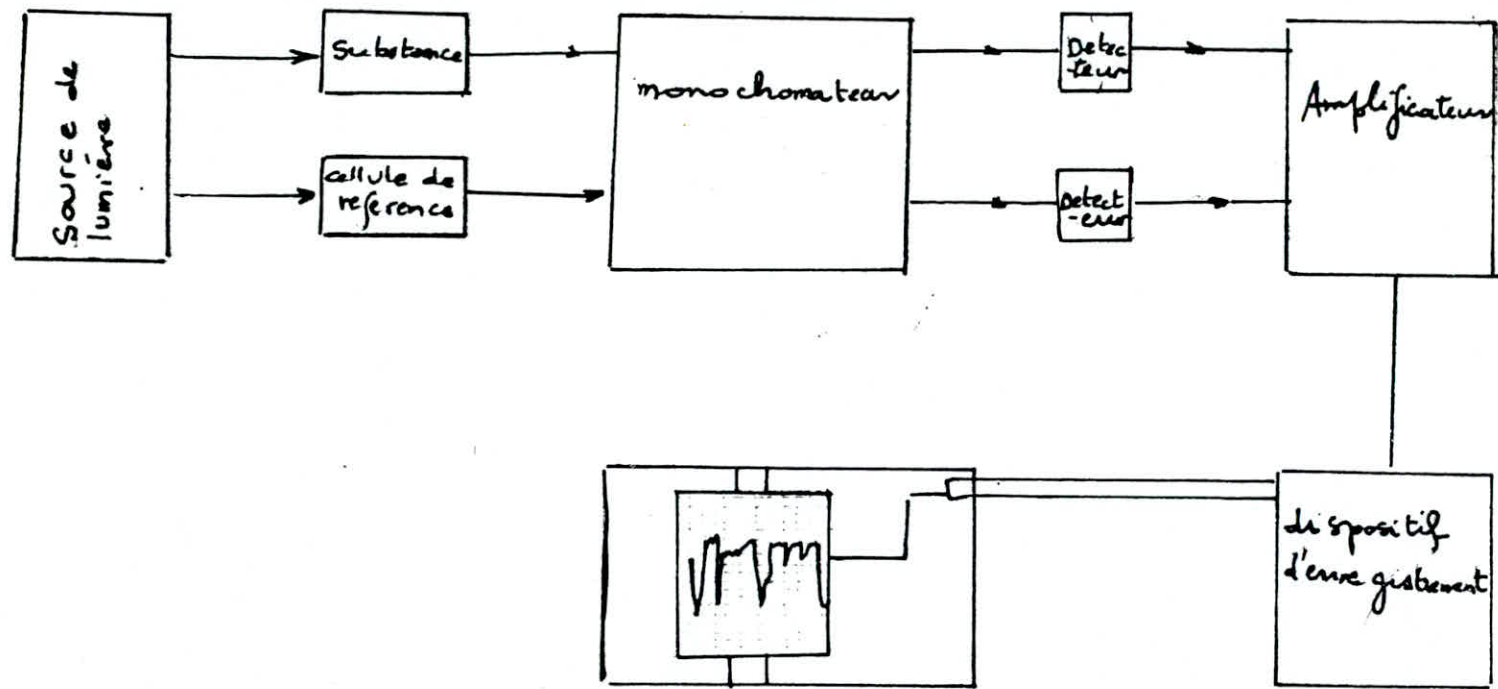 Source de
lumière
Substance
cellule de
reference
monochomateur
Detec
-teur
Detect
-eur
Amplificateur
dispositif
d'enregistrement